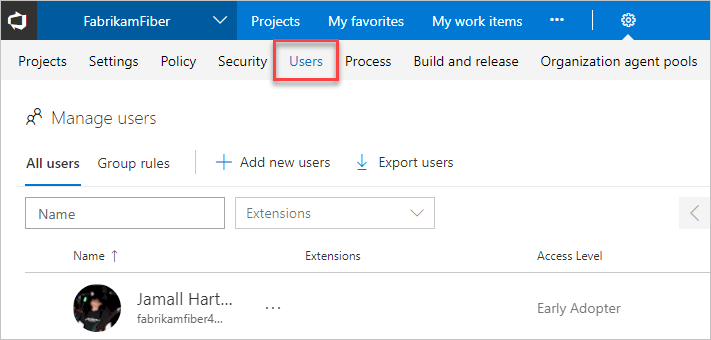 FabrikamFiber Projects My favorites My work items ...
Projects Settings Policy Security Users Process Build and release Organization agent pools
Manage users
All users Group rules + Add new users Export users
Name Extensions
Name ↑ Extensions Access Level
Jamall Hart... ...
fabrikamfiber4... Early Adopter